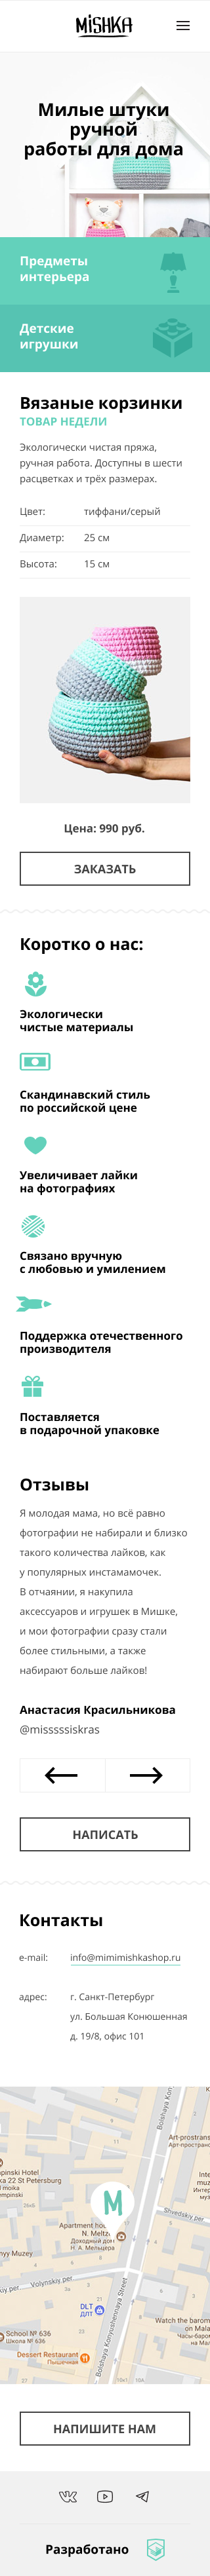 MiSHKA
Милые штуки
ручной
работы для дома
Предметы
интерьера
Детские
игрушки
Вязаные корзинки
ТОВАР НЕДЕЛИ
Экологически чистая пряжа,
ручная работа. Доступны в шести
расцветках и трёх размерах.
Цвет: тиффани/серый
Диаметр: 25 см
Высота: 15 см
Цена: 990 руб.
ЗАКАЗАТЬ
Коротко о нас:
Экологически
чистые материалы
Скандинавский стиль
по российской цене
Увеличивает лайки
на фотографиях
Связано вручную
с любовью и умилением
Поддержка отечественного
производителя
Поставляется
в подарочной упаковке
Отзывы
Я молодая мама, но всё равно
фотографии не набирали и близко
такого количества лайков, как
у популярных инстамамочек.
В отчаянии, я накупила
аксессуаров и игрушек в Мишке,
и мои фотографии сразу стали
более стильными, а также
набирают больше лайков!
Анастасия Красильникова
@misssssiskras
НАПИСАТЬ
Контакты
e-mail: info@mimimishkashop.ru
адрес: г. Санкт-Петербург
ул. Большая Конюшенная
д. 19/8, офис 101
Bolshaya Kon
Art-prostrans
Арт-простран
pinski Hotel
ka 22 St Petersburg
l moika
empinski
Inte
muz
M
Shvedskiy per.
Apartment hou
N. Meltze
Доходный дом
Н. А. Мельцера
nyy Muzey
Volynskiy per.
kiy per
DLT
ДЛТ
Bolshaya Konyushennaya Street
Watch the barom
on Mala
Часы-баром
на Мал
School № 636
Школа № 636
Dessert Restaurant
Пышечная
НАПИШИТЕ НАМ
Разработано